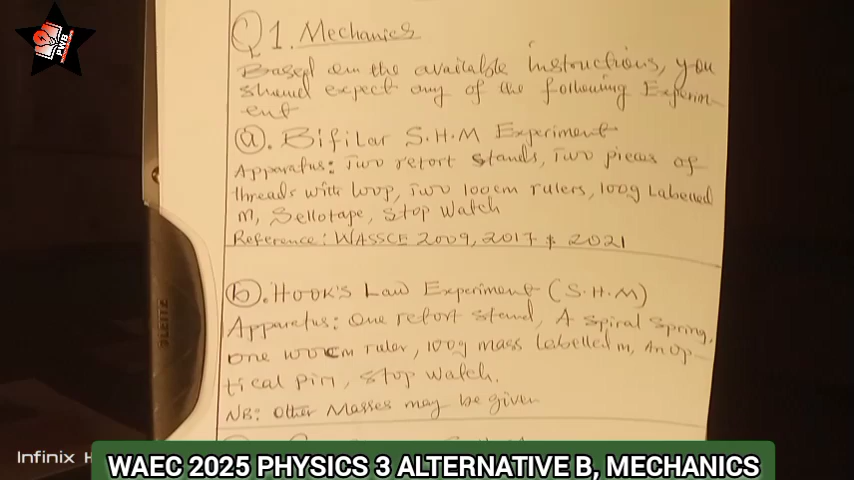 PWB
Q1. Mechanics
Based on the available instructions, you
should expect any of the following Experim-
ent
(a). Bifilar S.H.M Experiment
Apparatus: Two retort stands, Two pieces of
threads with loop, Two 100cm rulers, 100g Labelled
m, Sellotape, Stop Watch
Reference: WASSCE 2009, 2017 & 2021
(b). Hook's Law Experiment (S.H.M)
Apparatus: One retort stand, A spiral spring,
one 100cm ruler, 100g mass labelled m, An op-
tical pin, stop watch.
NB: Other Masses may be given
LEITZ
Infinix H
WAEC 2025 PHYSICS 3 ALTERNATIVE B, MECHANICS